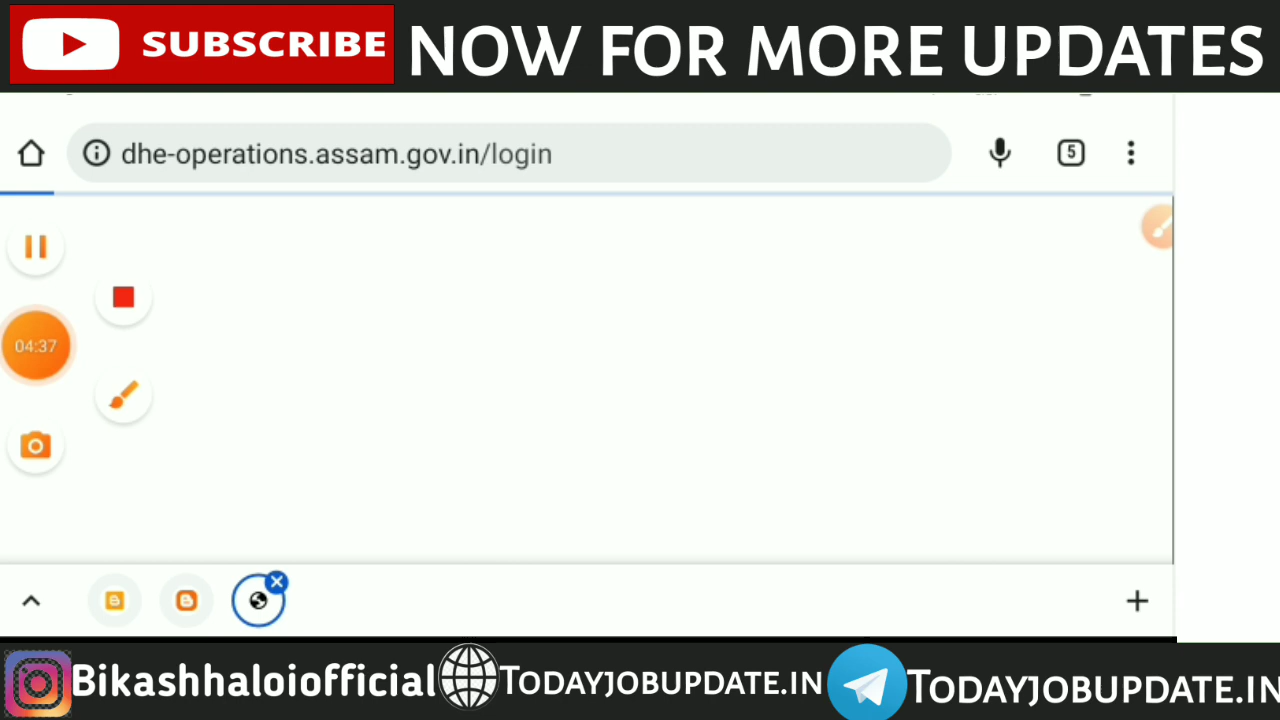 SUBSCRIBE NOW FOR MORE UPDATES
dhe-operations.assam.gov.in/login
5
04:37
Bikashhaloiofficial TODAYJOBUPDATE.IN TODAYJOBUPDATE.IN